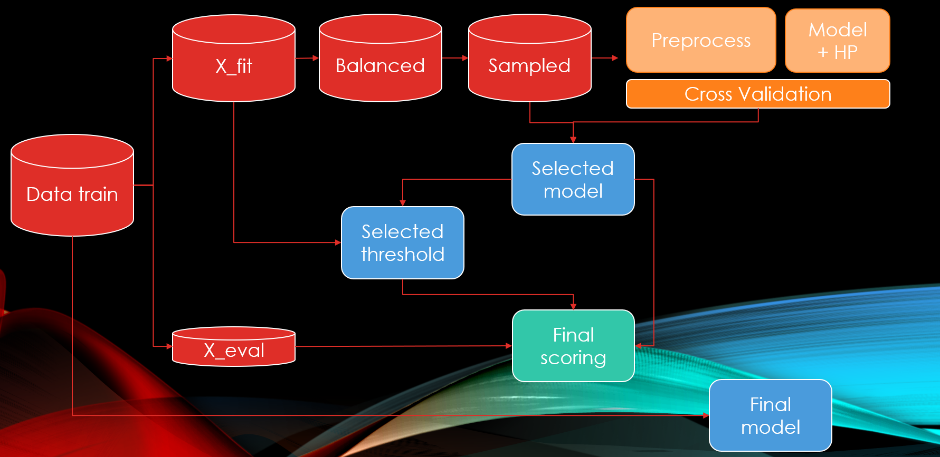 X_fit
Balanced
Sampled
Preprocess
Model
+ HP
Cross Validation
Data train
Selected
model
Selected
threshold
X_eval
Final
scoring
Final
model